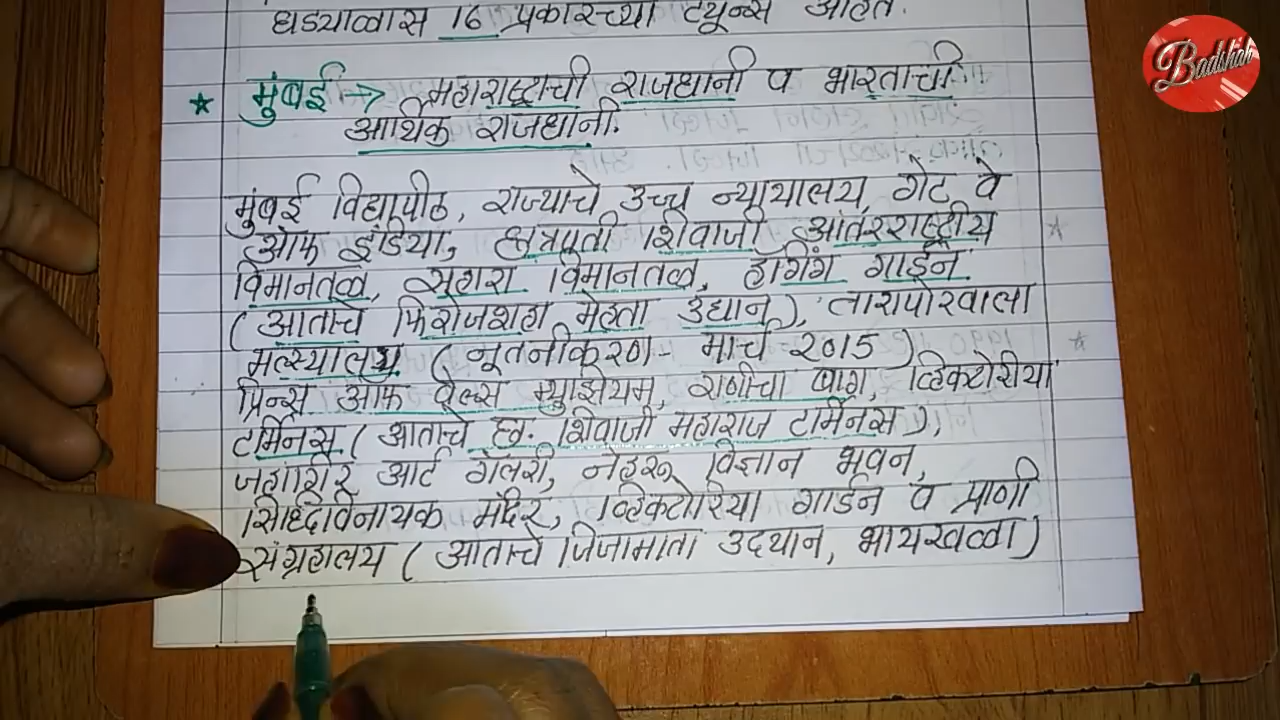 घड्याळास 16 प्रकारच्या ट्यून्स आहेत.
Badshah
★ मुंबई → महाराष्ट्राची राजधानी व भारताची
आर्थिक राजधानी.
मुंबई विद्यापीठ, राज्याचे उच्च न्यायालय, गेट वे
ऑफ इंडिया, छत्रपती शिवाजी आंतरराष्ट्रीय
विमानतळ, सहारा विमानतळ, हँगिंग गार्डन
(आताचे फिरोजशहा मेहता उद्यान), तारापोरवाला
मत्स्यालय (नूतनीकरण - मार्च २०१५)
प्रिन्स ऑफ वेल्स म्युझियम, राणीचा बाग, व्हिक्टोरीया
टर्मिनस (आताचे छ. शिवाजी महाराज टर्मिनस),
जहांगिर आर्ट गॅलरी, नेहरू विज्ञान भवन,
सिध्दिविनायक मंदिर, व्हिक्टोरिया गार्डन व प्राणी
संग्रहालय (आताचे जिजामाता उदयान, भायखळा)